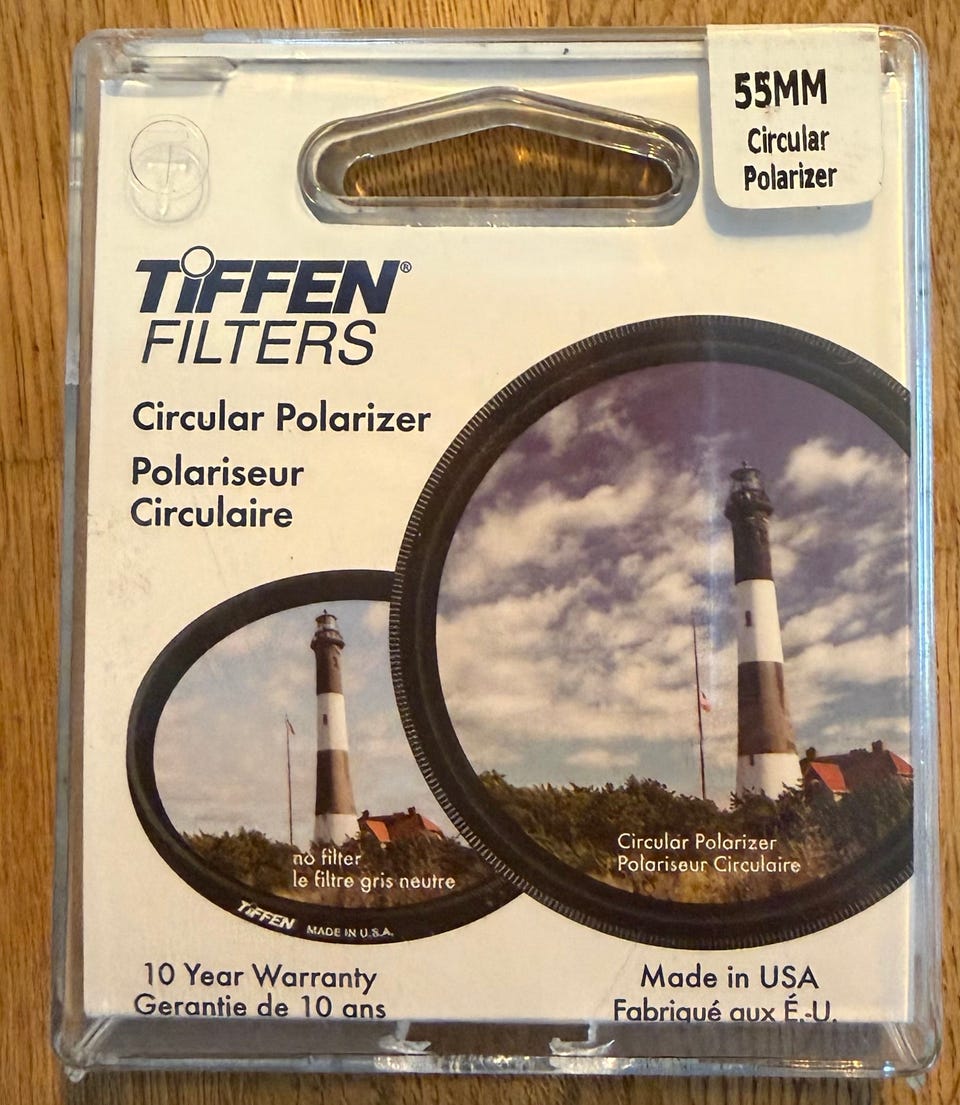 55MM
Circular
Polarizer
TiFFEN®
FILTERS
Circular Polarizer
Polariseur
Circulaire
no filter
le filtre gris neutre
Circular Polarizer
Polariseur Circulaire
TiFFEN MADE IN U.S.A.
10 Year Warranty
Gerantie de 10 ans
Made in USA
Fabriqué aux É.-U.